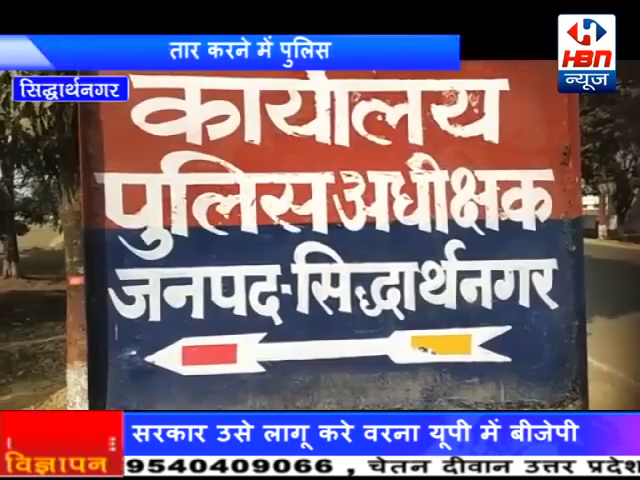 तार करने में पुलिस
HBN
न्यूज
सिद्धार्थनगर
कार्यालय
पुलिस अधीक्षक
जनपद-सिद्धार्थनगर
सरकार उसे लागू करे वरना यूपी में बीजेपी
विज्ञापन 9540409066 , चेतन दीवान उत्तर प्रदेश